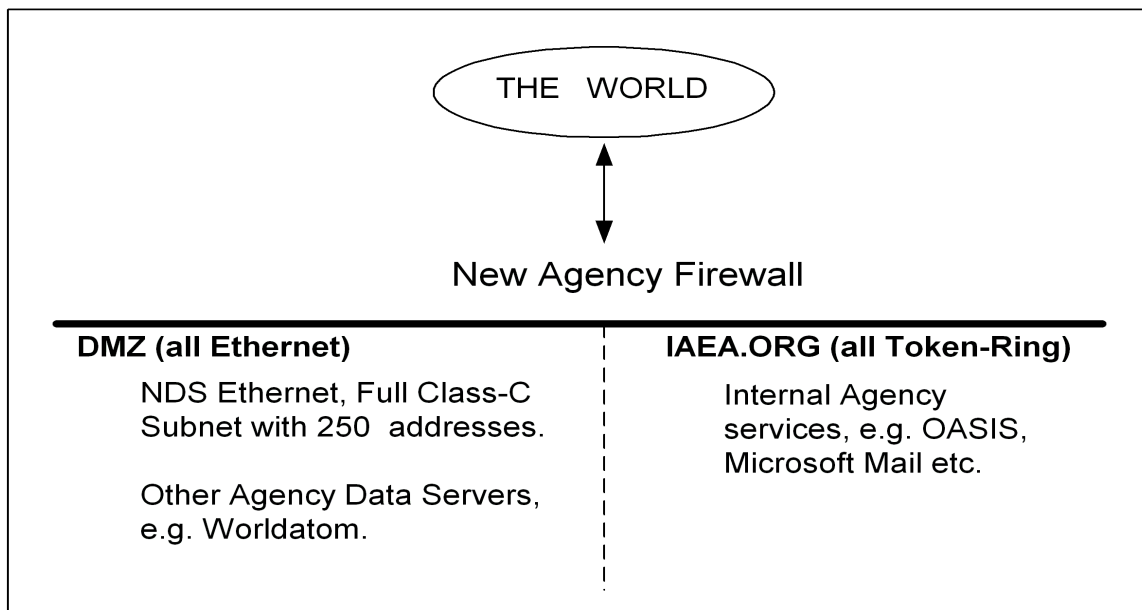 THE WORLD
New Agency Firewall
DMZ (all Ethernet)
NDS Ethernet, Full Class-C
Subnet with 250 addresses.
Other Agency Data Servers,
e.g. Worldatom.
IAEA.ORG (all Token-Ring)
Internal Agency
services, e.g. OASIS,
Microsoft Mail etc.